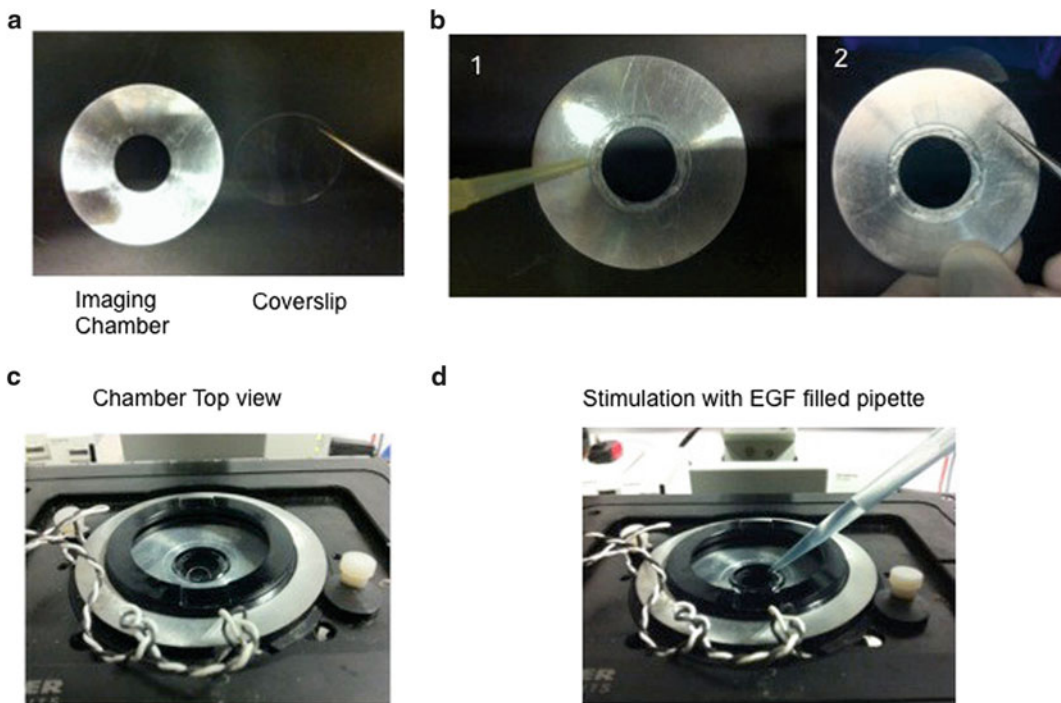 a
b
1
2
Imaging
Chamber
Coverslip
c
Chamber Top view
d
Stimulation with EGF filled pipette